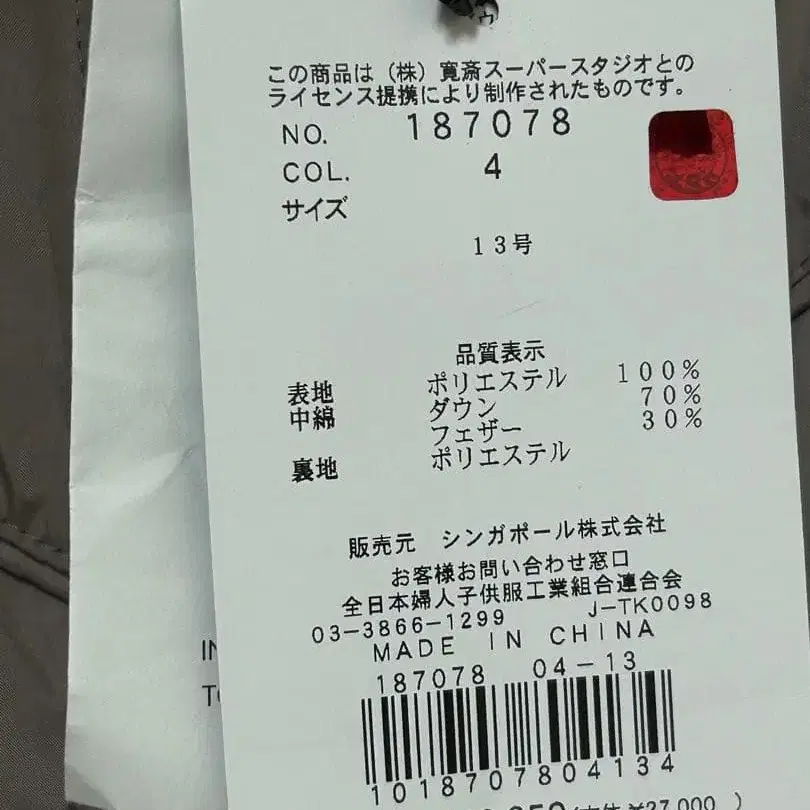 この商品は（株）寛斎スーパースタジオとの
ライセンス提携により制作されたものです。
NO. 187078
COL. 4
サイズ
13号
品質表示
表地 ポリエステル 100%
中綿 ダウン 70%
フェザー 30%
裏地 ポリエステル
販売元 シンガポール株式会社
お客様お問い合わせ窓口
全日本婦人子供服工業組合連合会
03-3866-1299 J-TK0098
MADE IN CHINA
187078 04-13
1018707804134
¥27,000